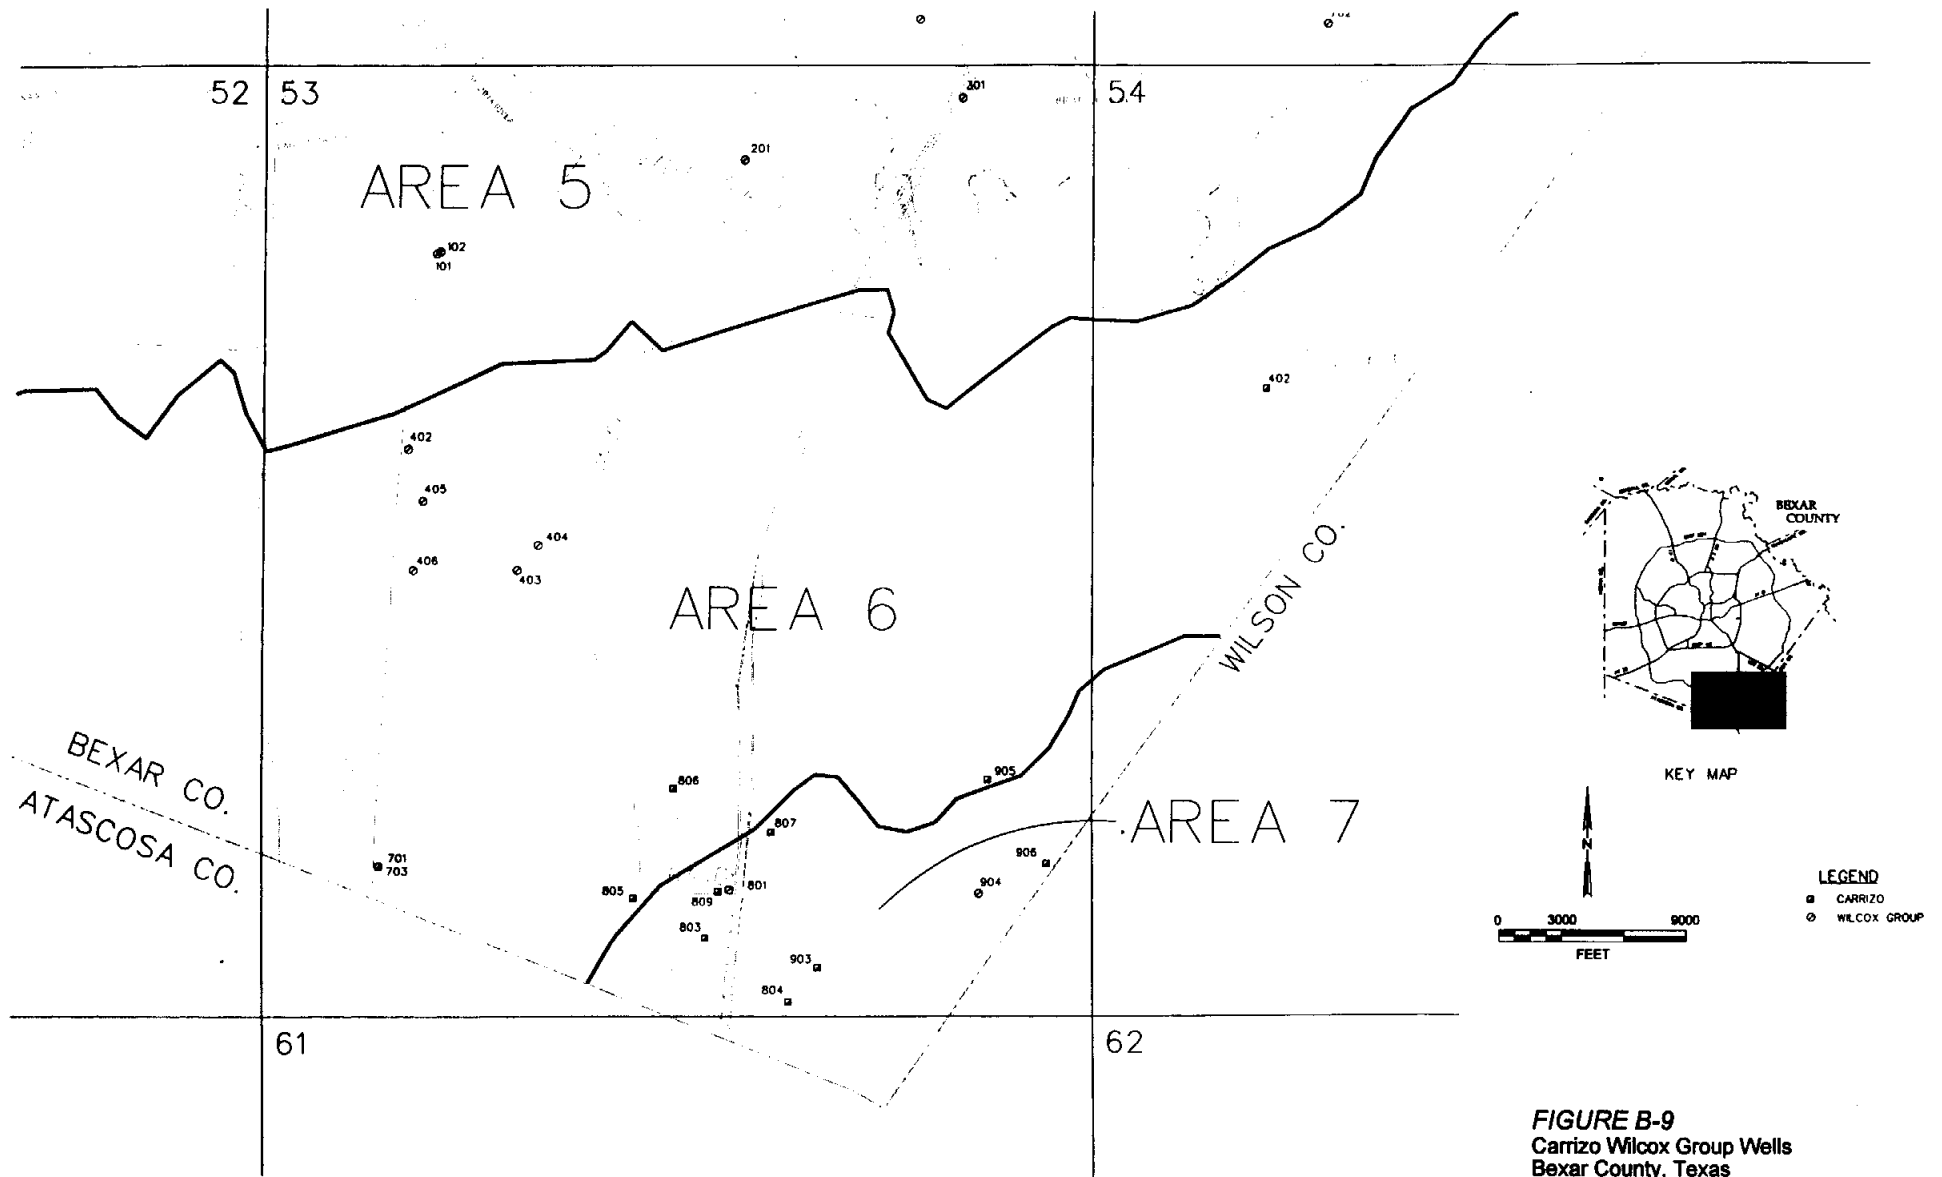 52
53
54
301
201
AREA 5
102
101
402
402
405
404
406
403
AREA 6
BEXAR
COUNTY
WILSON CO.
BEXAR CO.
ATASCOSA CO.
KEY MAP
806
905
807
AREA 7
701
703
906
904
805
809
801
803
903
804
N
LEGEND
CARRIZO
WILCOX GROUP
0 3000 9000
FEET
61
62
FIGURE B-9
Carrizo Wilcox Group Wells
Bexar County, Texas